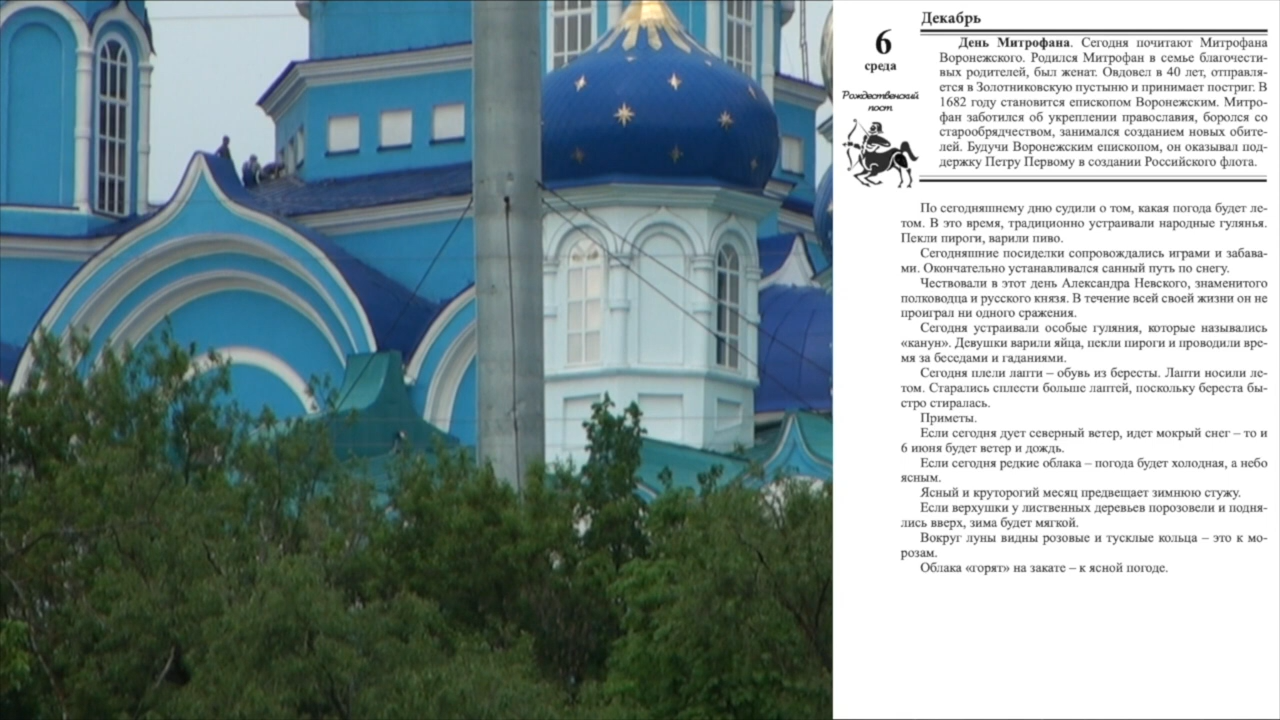 Декабрь
6
среда
Рождественский
пост
День Митрофана. Сегодня почитают Митрофана
Воронежского. Родился Митрофан в семье благочести-
вых родителей, был женат. Овдовел в 40 лет, отправля-
ется в Золотниковскую пустыню и принимает постриг. В
1682 году становится епископом Воронежским. Митро-
фан заботился об укреплении православия, боролся со
старообрядчеством, занимался созданием новых обите-
лей. Будучи Воронежским епископом, он оказывал под-
держку Петру Первому в создании Российского флота.
По сегодняшнему дню судили о том, какая погода будет ле-
том. В это время, традиционно устраивали народные гулянья.
Пекли пироги, варили пиво.
Сегодняшние посиделки сопровождались играми и забава-
ми. Окончательно устанавливался санный путь по снегу.
Чествовали в этот день Александра Невского, знаменитого
полководца и русского князя. В течение всей своей жизни он не
проиграл ни одного сражения.
Сегодня устраивали особые гуляния, которые назывались
«канун». Девушки варили яйца, пекли пироги и проводили вре-
мя за беседами и гаданиями.
Сегодня плели лапти – обувь из бересты. Лапти носили ле-
том. Старались сплести больше лаптей, поскольку береста бы-
стро стиралась.
Приметы.
Если сегодня дует северный ветер, идет мокрый снег – то и
6 июня будет ветер и дождь.
Если сегодня редкие облака – погода будет холодная, а небо
ясным.
Ясный и круторогий месяц предвещает зимнюю стужу.
Если верхушки у лиственных деревьев порозовели и подня-
лись вверх, зима будет мягкой.
Вокруг луны видны розовые и тусклые кольца – это к мо-
розам.
Облака «горят» на закате – к ясной погоде.